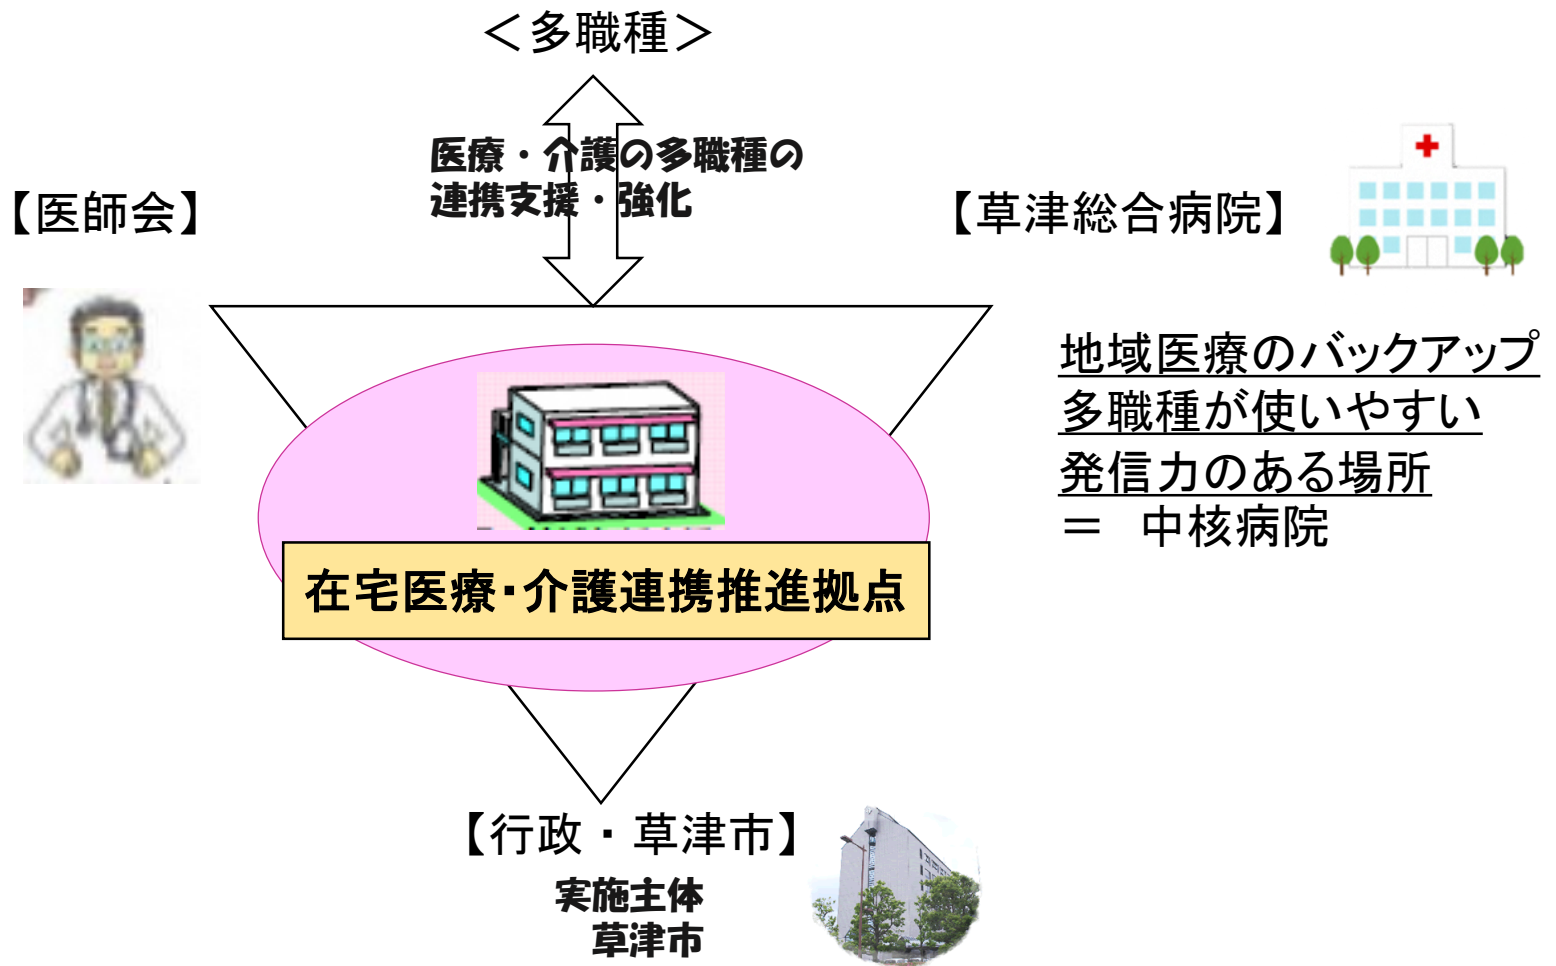 ＜多職種＞
医療・介護の多職種の
連携支援・強化
【医師会】
【草津総合病院】
地域医療のバックアップ
多職種が使いやすい
発信力のある場所
＝　中核病院
在宅医療・介護連携推進拠点
【行政・草津市】
実施主体
草津市